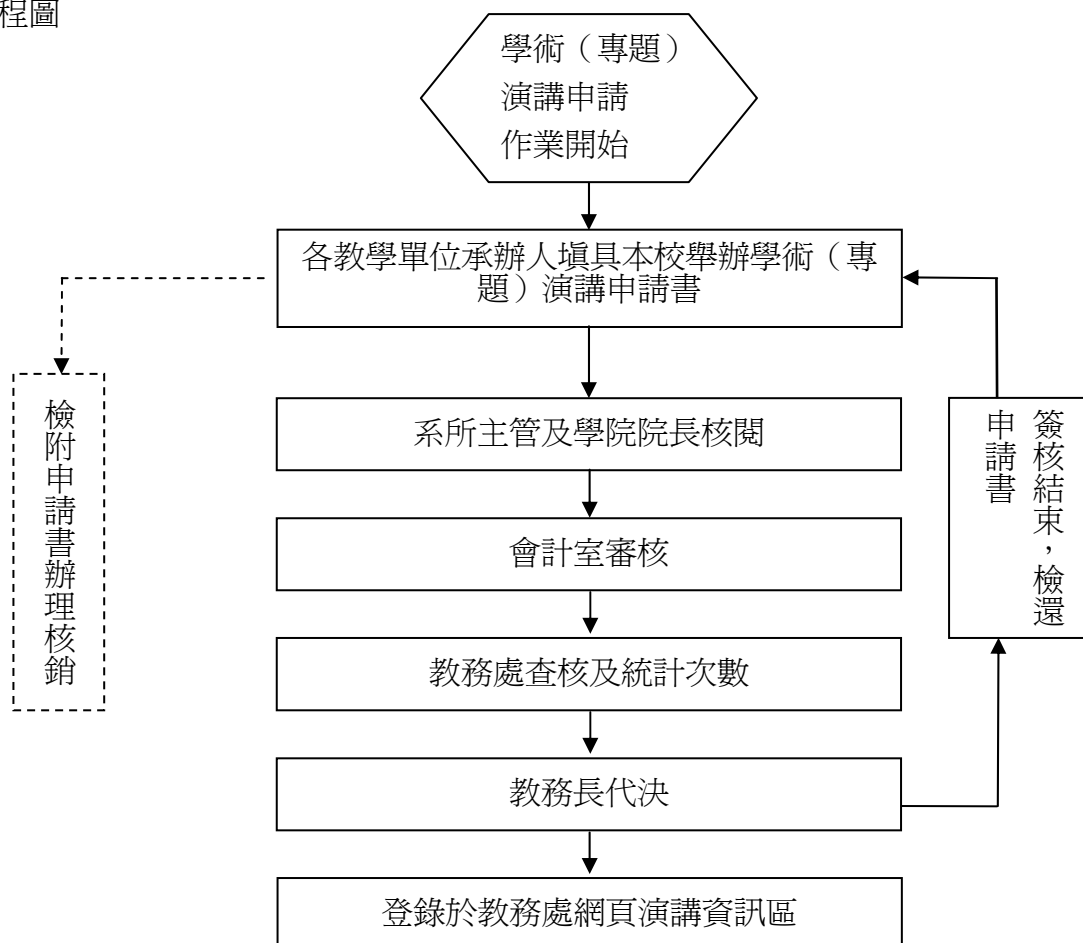 程圖
學術（專題）
演講申請
作業開始
各教學單位承辦人填具本校舉辦學術（專
題）演講申請書
系所主管及學院院長核閱
會計室審核
教務處查核及統計次數
教務長代決
登錄於教務處網頁演講資訊區
檢附申請書辦理核銷
簽核結束，檢還
申請書